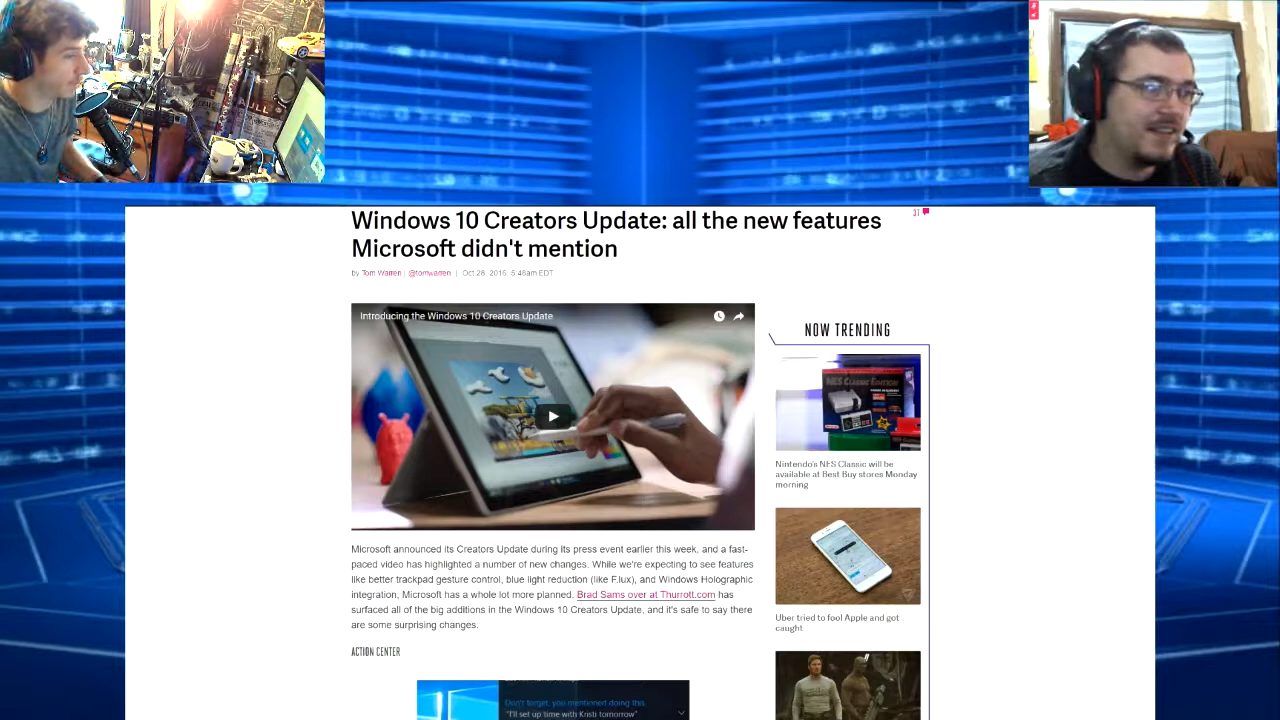 Windows 10 Creators Update: all the new features
Microsoft didn't mention
37
by Tom Warren | @tomwarren | Oct 28, 2016, 5:48am EDT
Introducing the Windows 10 Creators Update
Microsoft announced its Creators Update during its press event earlier this week, and a fast-
paced video has highlighted a number of new changes. While we're expecting to see features
like better trackpad gesture control, blue light reduction (like F.lux), and Windows Holographic
integration, Microsoft has a whole lot more planned. Brad Sams over at Thurrott.com has
surfaced all of the big additions in the Windows 10 Creators Update, and it's safe to say there
are some surprising changes.
ACTION CENTER
Don't forget, you mentioned doing this.
"I'll set up time with Kristi tomorrow"
NOW TRENDING
NES CLASSIC EDITION
Nintendo's NES Classic will be
available at Best Buy stores Monday
morning
Uber tried to fool Apple and got
caught